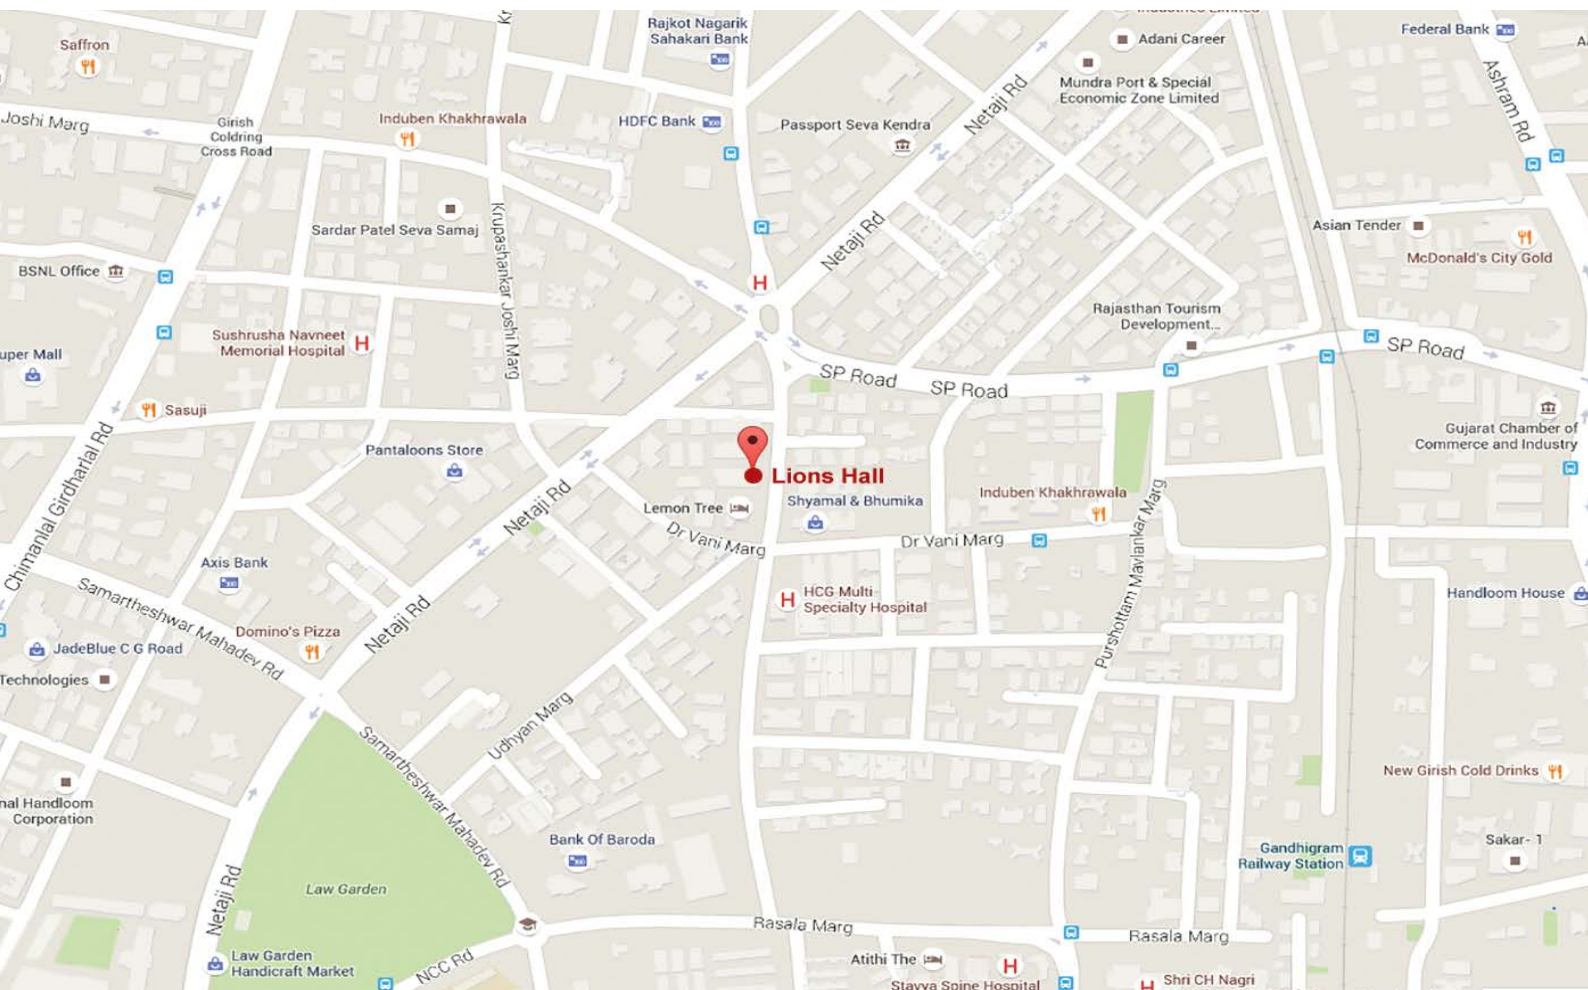 Industries Limited
Rajkot Nagarik
Sahakari Bank
Adani Career
Federal Bank
Saffron
Mundra Port & Special
Economic Zone Limited
Ashram Rd
Netaji Rd
Joshi Marg
Girish
Coldring
Cross Road
Induben Khakhrawala
HDFC Bank
Passport Seva Kendra
Sardar Patel Seva Samaj
Netaji Rd
Asian Tender
McDonald's City Gold
BSNL Office
Krupashankar Joshi Marg
H
Rajasthan Tourism
Development...
Sushrusha Navneet
Memorial Hospital
H
uper Mall
SP Road
SP Road
SP Road
Sasuji
Gujarat Chamber of
Commerce and Industry
Pantaloons Store
Chimanlal Girdharlal Rd
Lions Hall
Lemon Tree
Shyamal & Bhumika
Induben Khakhrawala
Netaji Rd
Dr Vani Marg
Dr Vani Marg
Purshottam Mavlankar Marg
Axis Bank
Samartheshwar Mahadev Rd
H
HCG Multi
Specialty Hospital
Handloom House
Netaji Rd
Domino's Pizza
JadeBlue C G Road
Technologies
Udhyan Marg
Samartheshwar Mahadev Rd
New Girish Cold Drinks
nal Handloom
Corporation
Bank Of Baroda
Gandhigram
Railway Station
Sakar- 1
Law Garden
Netaji Rd
Rasala Marg
Rasala Marg
Law Garden
Handicraft Market
NCC Rd
Atithi The
H
Stavya Spine Hospital
H
Shri CH Nagri